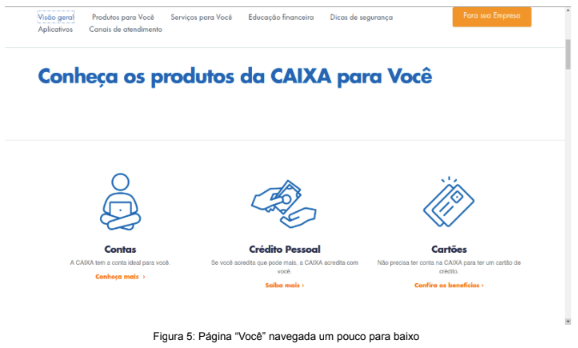 Visão geral Produtos para Você Serviços para Você Educação financeira Dicas de segurança Para sua Empresa
Aplicativos Canais de atendimento
Conheça os produtos da CAIXA para Você
Contas Crédito Pessoal Cartões
A CAIXA tem a conta ideal para você. Se você acredita que pode mais, a CAIXA acredita com Não precisa ter conta na CAIXA para ter um cartão de
você. crédito.
Conheça mais › Saiba mais › Confira os benefícios ›
Figura 5: Página “Você” navegada um pouco para baixo